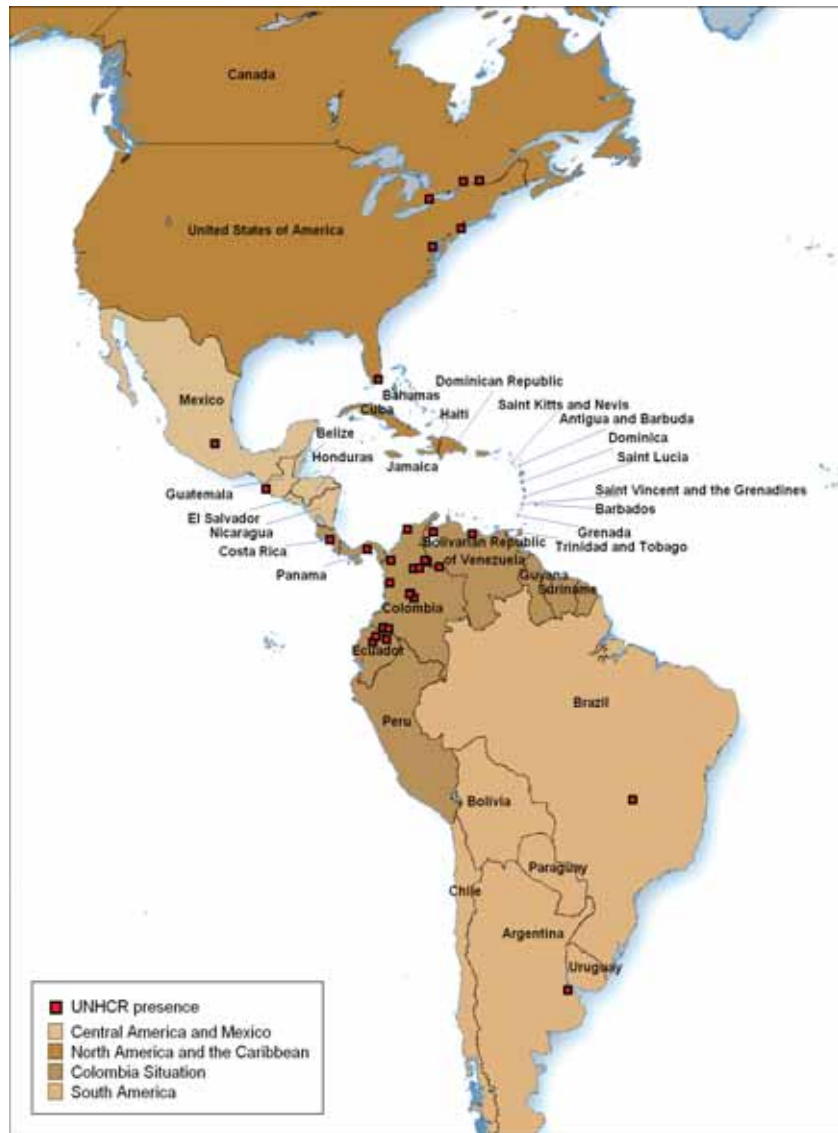 Canada
United States of America
Mexico
Bahamas
Cuba
Dominican Republic
Haiti
Saint Kitts and Nevis
Antigua and Barbuda
Dominica
Saint Lucia
Saint Vincent and the Grenadines
Barbados
Grenada
Trinidad and Tobago
Belize
Honduras
Jamaica
Guatemala
El Salvador
Nicaragua
Costa Rica
Panama
Bolivarian Republic
of Venezuela
Guyana
Suriname
Colombia
Ecuador
Peru
Brazil
Bolivia
Paraguay
Chile
Argentina
Uruguay
UNHCR presence
Central America and Mexico
North America and the Caribbean
Colombia Situation
South America